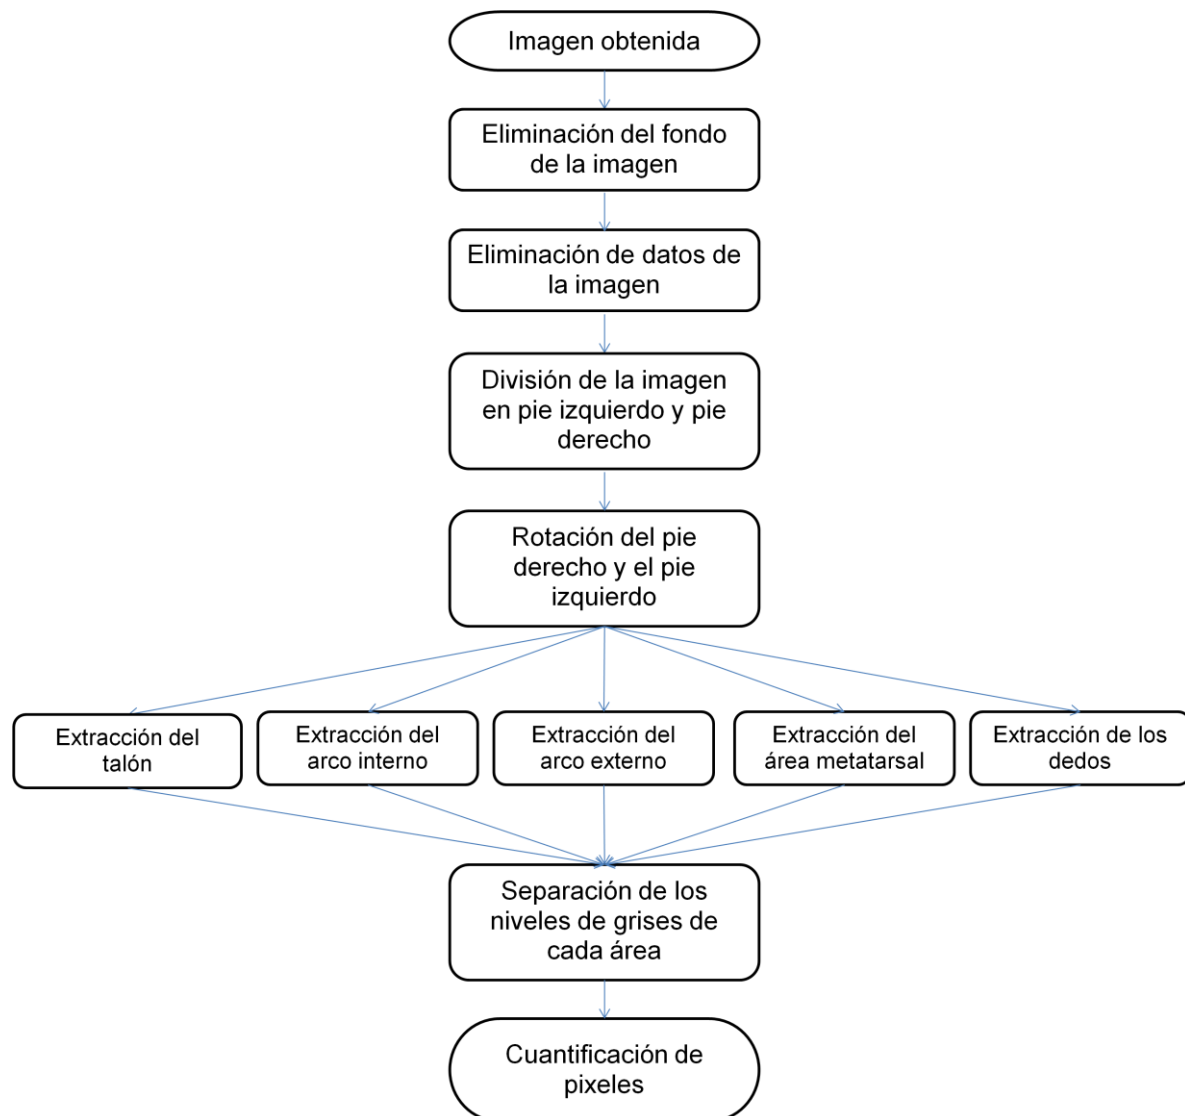 Imagen obtenida
Eliminación del fondo
de la imagen
Eliminación de datos de
la imagen
División de la imagen
en pie izquierdo y pie
derecho
Rotación del pie
derecho y el pie
izquierdo
Extracción del
talón
Extracción del
arco interno
Extracción del
arco externo
Extracción del
área metatarsal
Extracción de los
dedos
Separación de los
niveles de grises de
cada área
Cuantificación de
pixeles